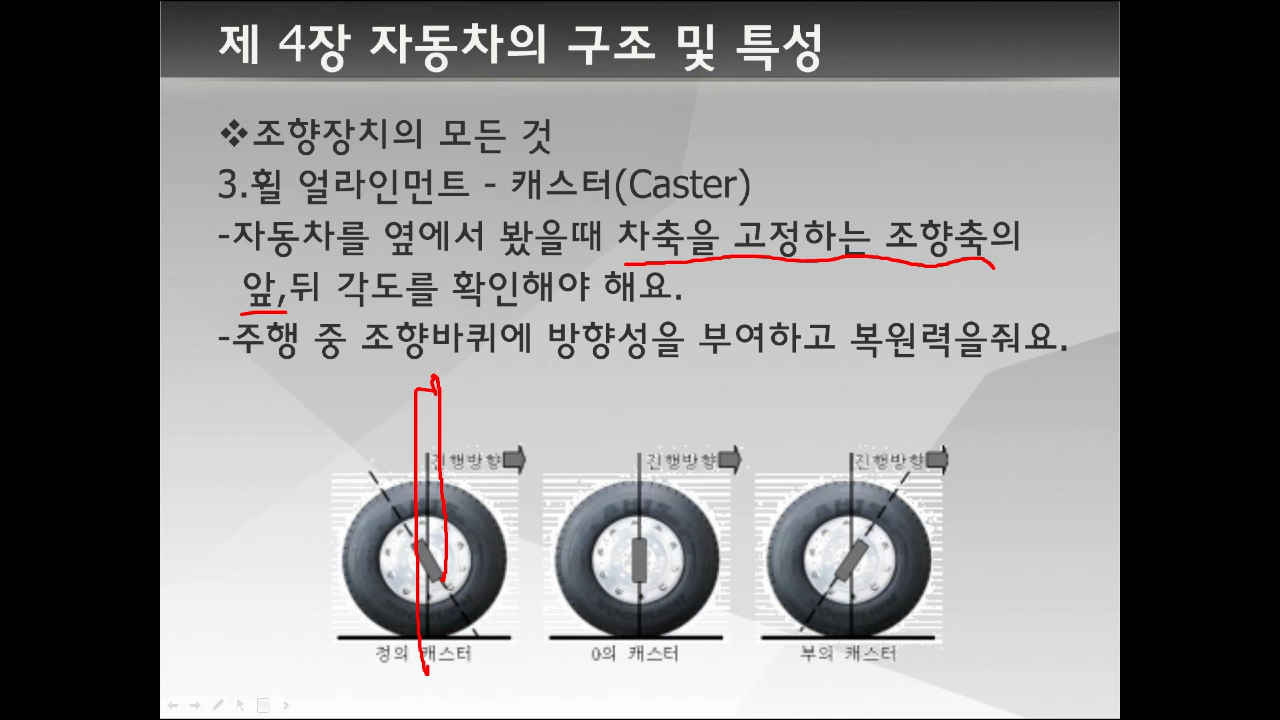 제 4장 자동차의 구조 및 특성
❖조향장치의 모든 것
3.휠 얼라인먼트 - 캐스터(Caster)
-자동차를 옆에서 봤을때 차축을 고정하는 조향축의
앞,뒤 각도를 확인해야 해요.
-주행 중 조향바퀴에 방향성을 부여하고 복원력을줘요.
진행방향 진행방향 진행방향
정의 캐스터 0의 캐스터 부의 캐스터